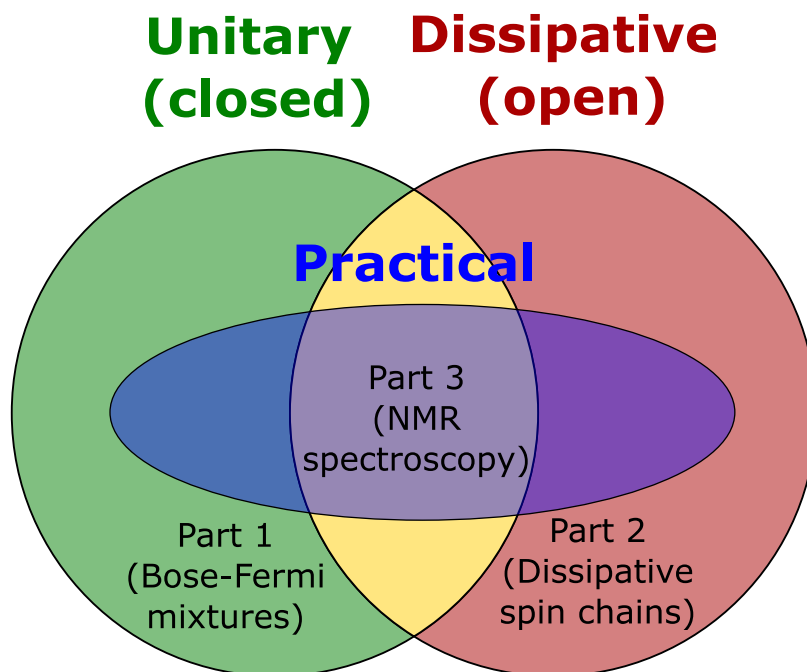 Unitary
(closed)
Dissipative
(open)
Practical
Part 3
(NMR
spectroscopy)
Part 1
(Bose-Fermi
mixtures)
Part 2
(Dissipative
spin chains)